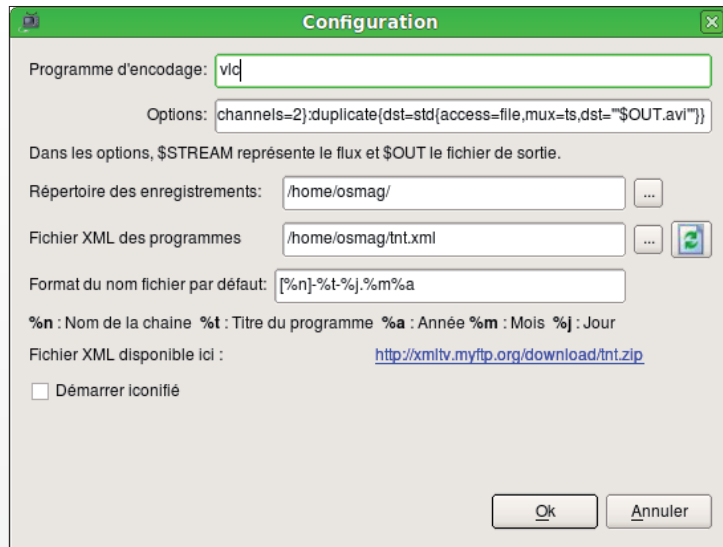 Configuration
Programme d'encodage: vlc
Options: channels=2}:duplicate{dst=std{access=file,mux=ts,dst="'$OUT.avi'"}}
Dans les options, $STREAM représente le flux et $OUT le fichier de sortie.
Répertoire des enregistrements: /home/osmag/ ...
Fichier XML des programmes /home/osmag/tnt.xml ...
Format du nom fichier par défaut: [%n]-%t-%j.%m%a
%n : Nom de la chaine %t : Titre du programme %a : Année %m : Mois %j : Jour
Fichier XML disponible ici : http://xmltv.myftp.org/download/tnt.zip
Démarrer iconifié
Ok Annuler